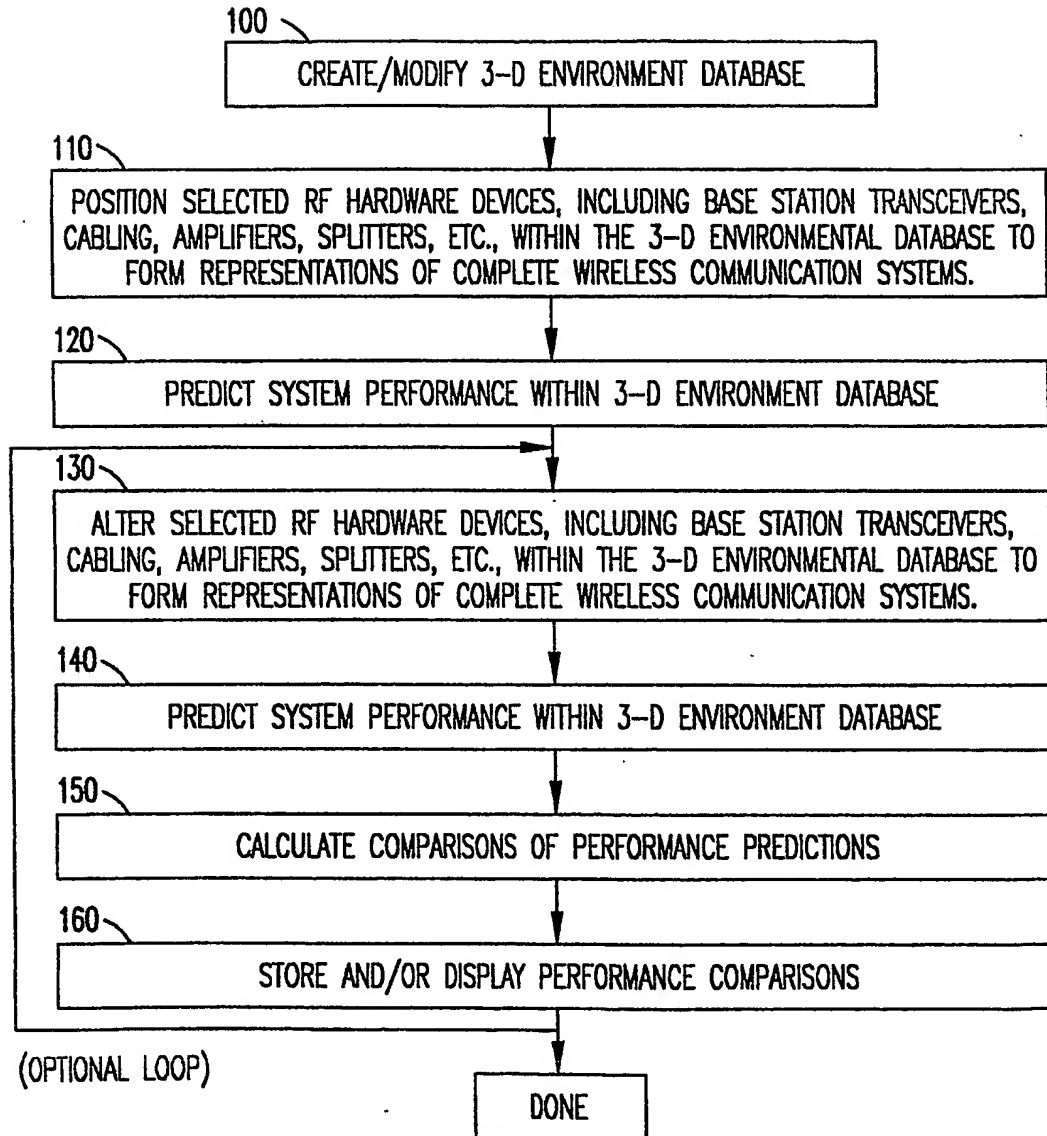 100
CREATE/MODIFY 3-D ENVIRONMENT DATABASE
110
POSITION SELECTED RF HARDWARE DEVICES, INCLUDING BASE STATION TRANSCEIVERS,
CABLING, AMPLIFIERS, SPLITTERS, ETC., WITHIN THE 3-D ENVIRONMENTAL DATABASE TO
FORM REPRESENTATIONS OF COMPLETE WIRELESS COMMUNICATION SYSTEMS.
120
PREDICT SYSTEM PERFORMANCE WITHIN 3-D ENVIRONMENT DATABASE
130
ALTER SELECTED RF HARDWARE DEVICES, INCLUDING BASE STATION TRANSCEIVERS,
CABLING, AMPLIFIERS, SPLITTERS, ETC., WITHIN THE 3-D ENVIRONMENTAL DATABASE TO
FORM REPRESENTATIONS OF COMPLETE WIRELESS COMMUNICATION SYSTEMS.
140
PREDICT SYSTEM PERFORMANCE WITHIN 3-D ENVIRONMENT DATABASE
150
CALCULATE COMPARISONS OF PERFORMANCE PREDICTIONS
160
STORE AND/OR DISPLAY PERFORMANCE COMPARISONS
(OPTIONAL LOOP)
DONE